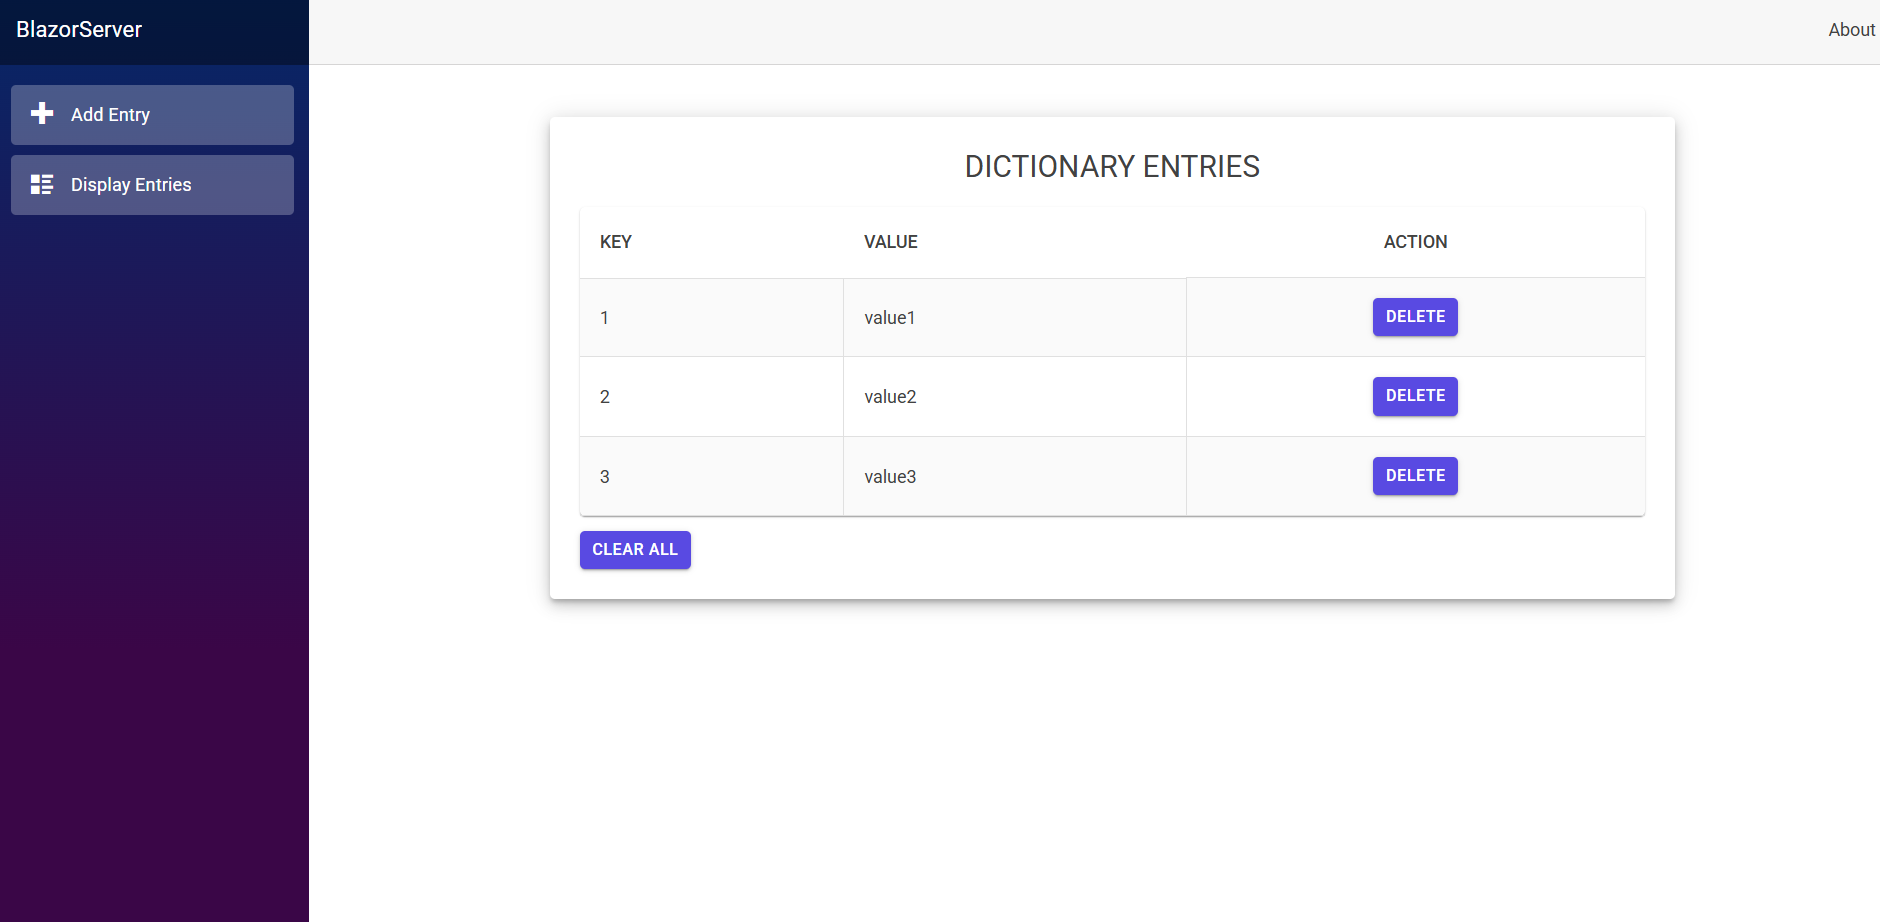 BlazorServer
About
Add Entry
Display Entries
DICTIONARY ENTRIES
KEY VALUE ACTION
1 value1 DELETE
2 value2 DELETE
3 value3 DELETE
CLEAR ALL